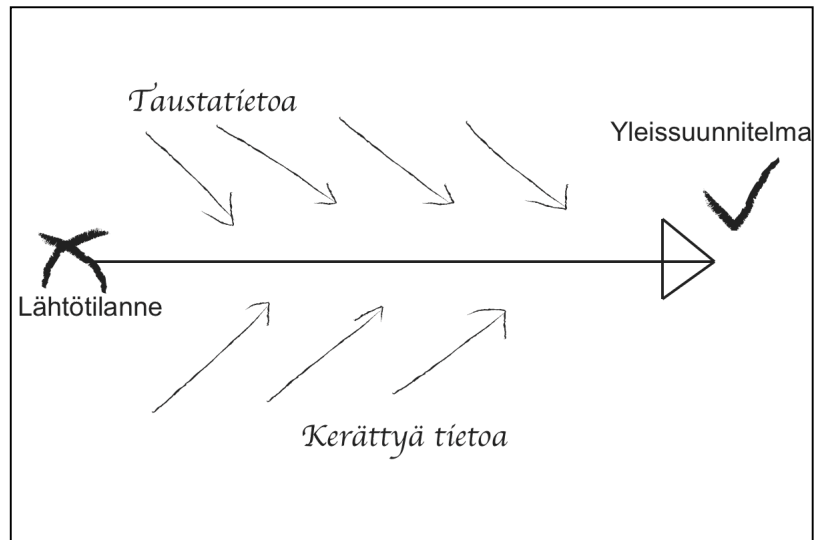 Taustatietoa
Yleissuunnitelma
Lähtötilanne
Kerättyä tietoa